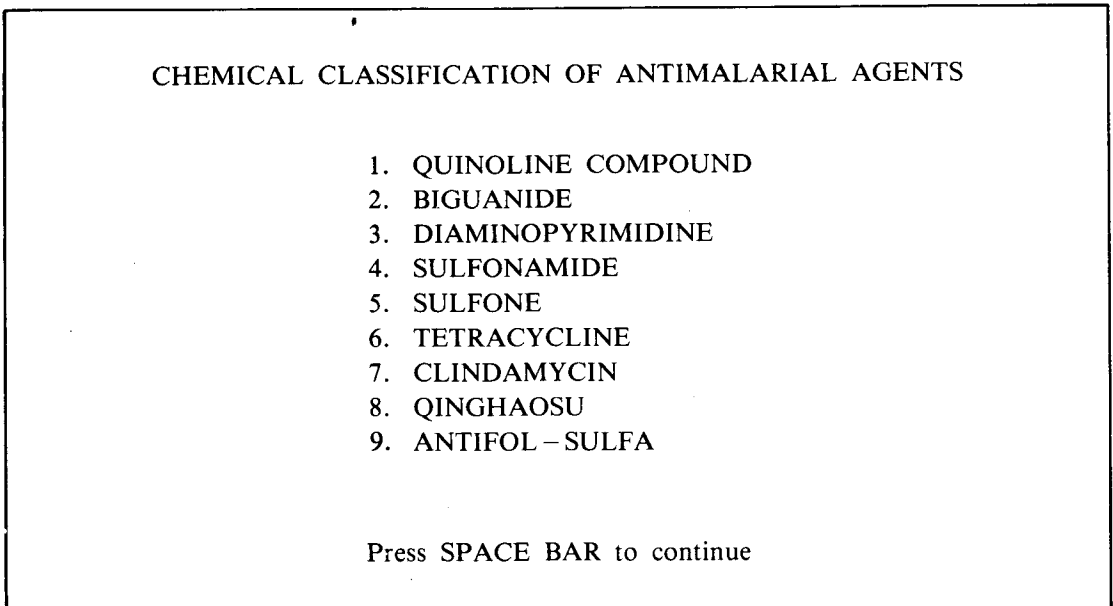 CHEMICAL CLASSIFICATION OF ANTIMALARIAL AGENTS
1. QUINOLINE COMPOUND
2. BIGUANIDE
3. DIAMINOPYRIMIDINE
4. SULFONAMIDE
5. SULFONE
6. TETRACYCLINE
7. CLINDAMYCIN
8. QINGHAOSU
9. ANTIFOL – SULFA
Press SPACE BAR to continue